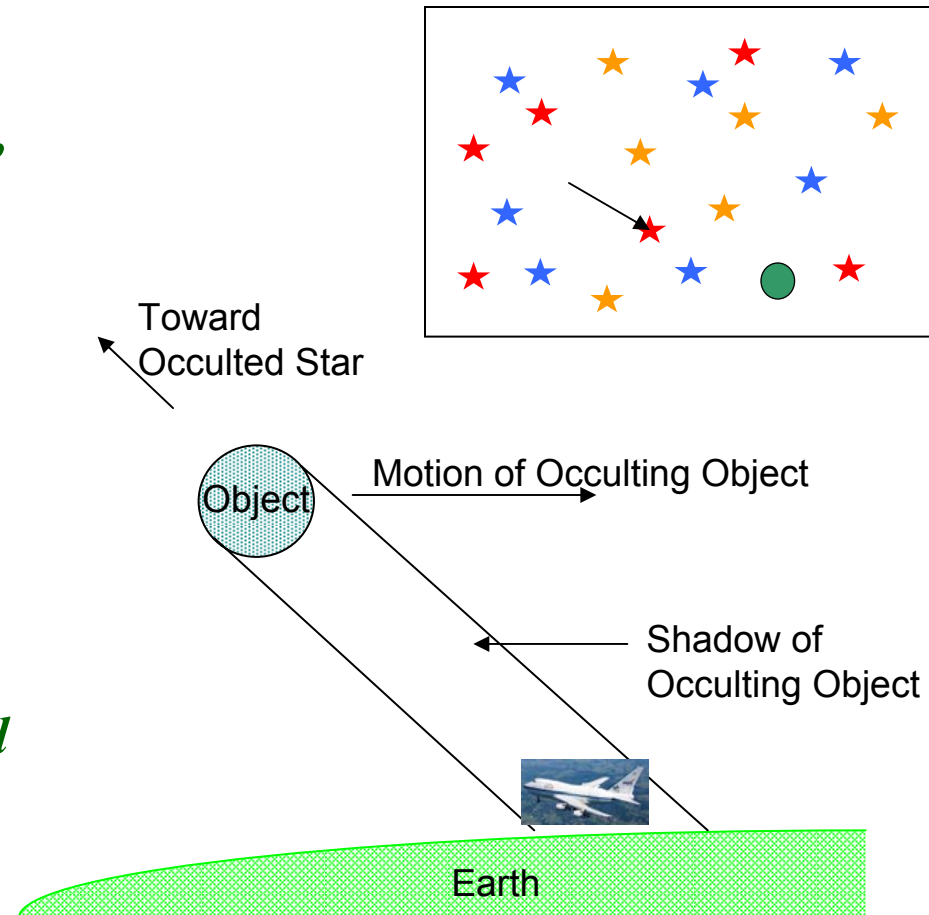 Toward
Occulted Star
Object
Motion of Occulting Object
Shadow of
Occulting Object
Earth